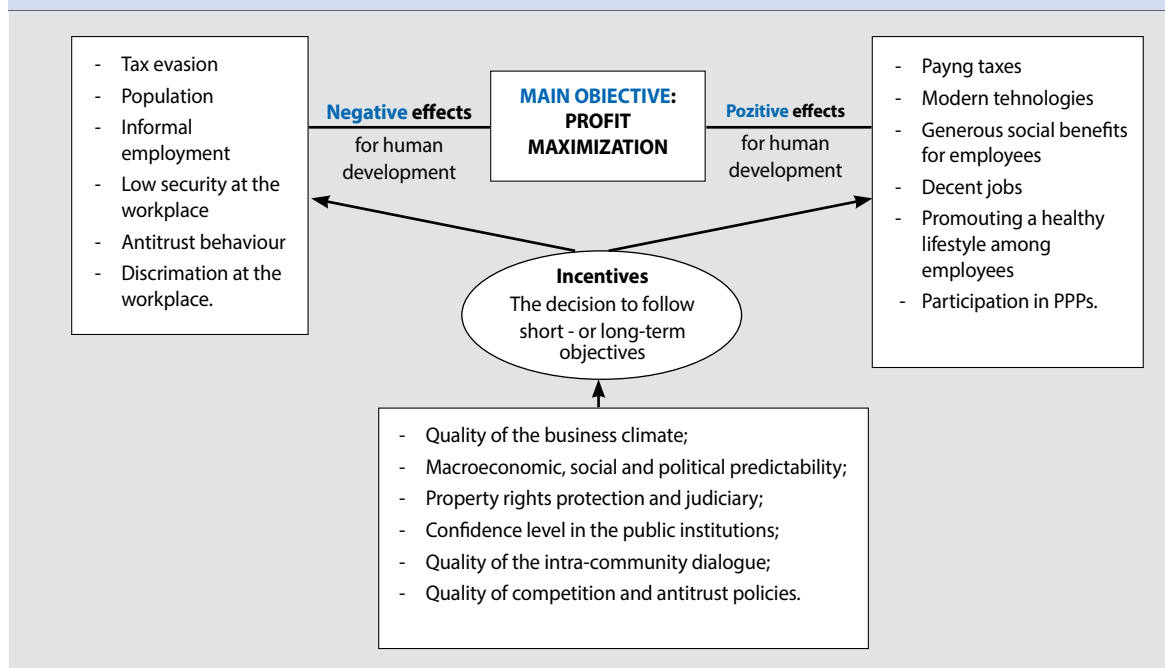 - Tax evasion
- Population
- Informal
employment
- Low security at the
workplace
- Antitrust behaviour
- Discrimation at the
workplace.
Negative effects
for human
development
MAIN OBJECTIVE:
PROFIT
MAXIMIZATION
Pozitive effects
for human
development
- Payng taxes
- Modern tehnologies
- Generous social benefits
for employees
- Decent jobs
- Promouting a healthy
lifestyle among
employees
- Participation in PPPs.
Incentives
The decision to follow
short - or long-term
objectives
- Quality of the business climate;
- Macroeconomic, social and political predictability;
- Property rights protection and judiciary;
- Confidence level in the public institutions;
- Quality of the intra-community dialogue;
- Quality of competition and antitrust policies.